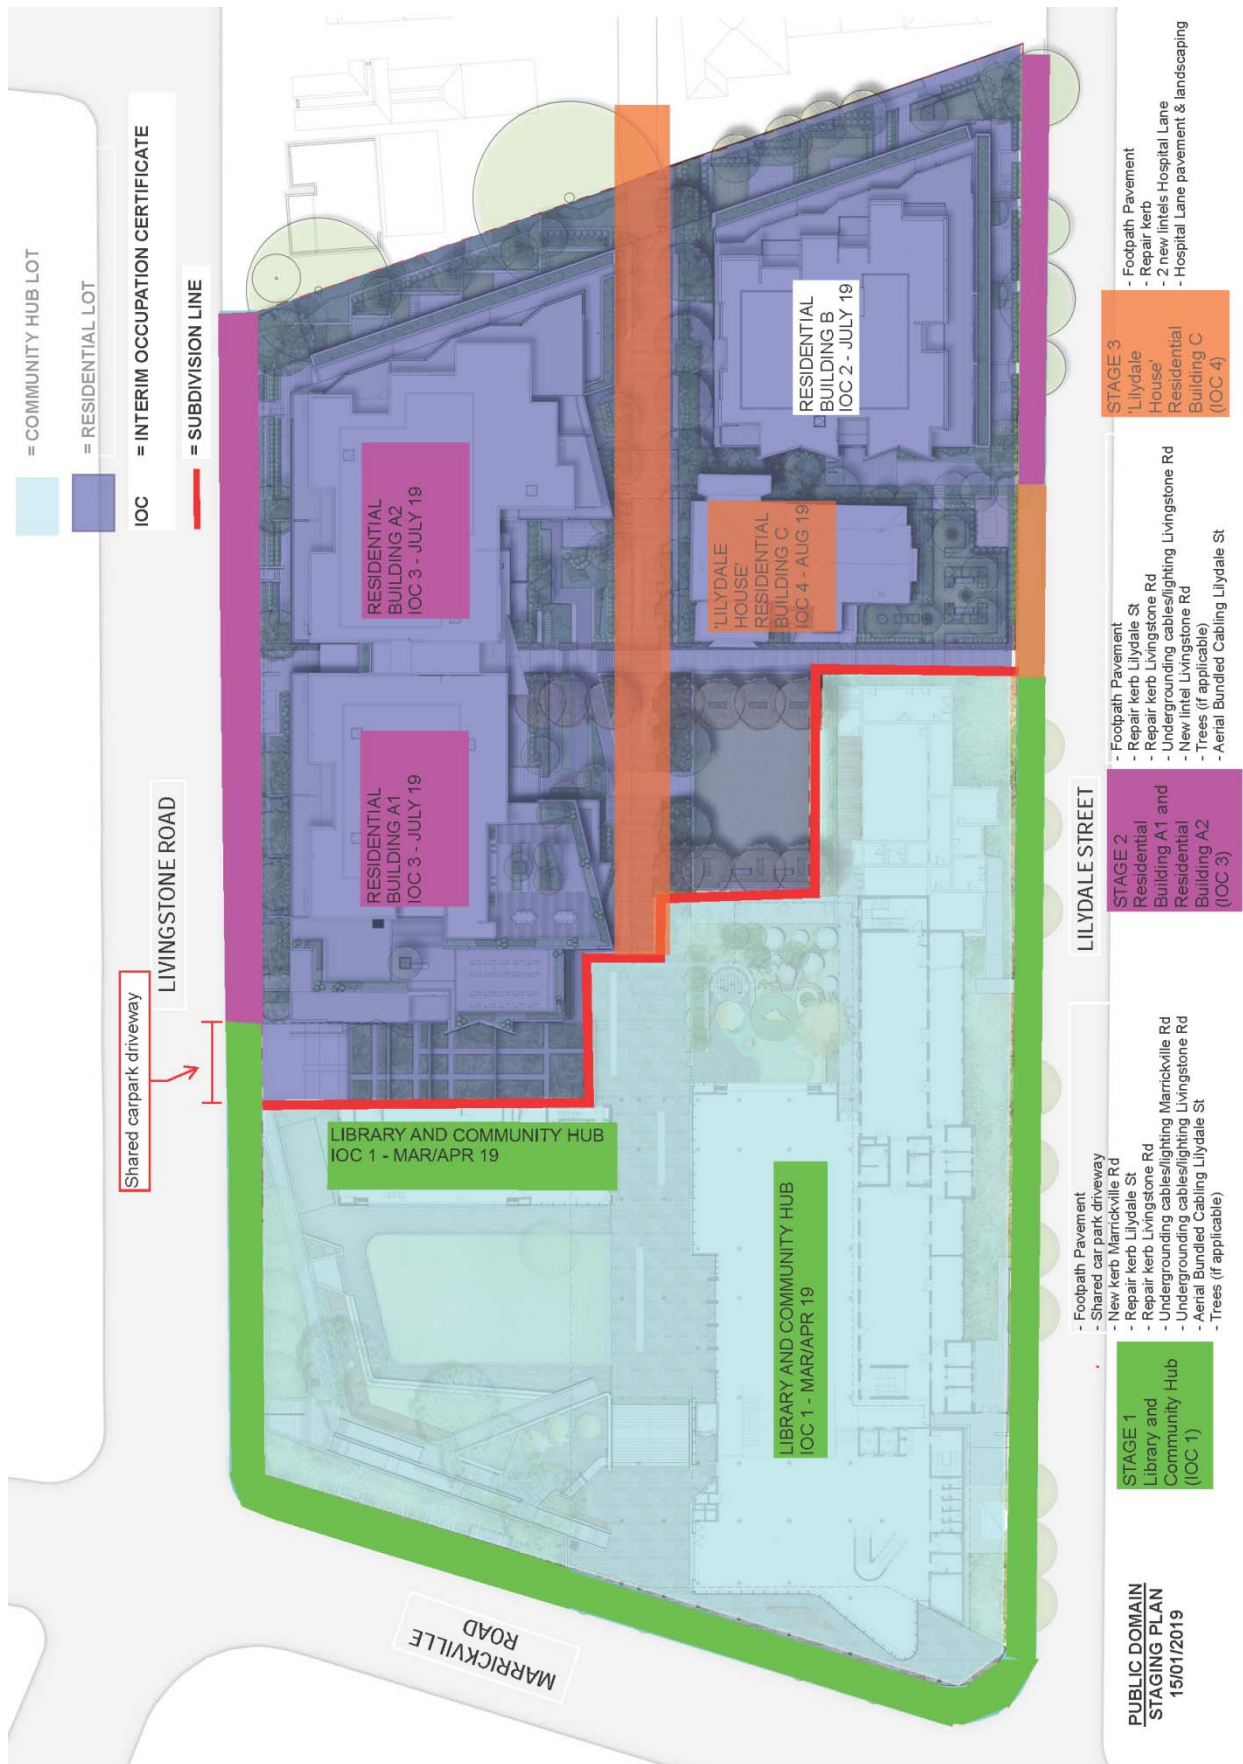 = COMMUNITY HUB LOT
= RESIDENTIAL LOT
IOC = INTERIM OCCUPATION CERTIFICATE
= SUBDIVISION LINE
Shared carpark driveway
LIVINGSTONE ROAD
RESIDENTIAL
BUILDING A1
IOC 3 - JULY 19
RESIDENTIAL
BUILDING A2
IOC 3 - JULY 19
LIBRARY AND COMMUNITY HUB
IOC 1 - MAR/APR 19
'LILYDALE
HOUSE'
RESIDENTIAL
BUILDING C
IOC 4 - AUG 19
RESIDENTIAL
BUILDING B
IOC 2 - JULY 19
LIBRARY AND COMMUNITY HUB
IOC 1 - MAR/APR 19
MARRICKVILLE
ROAD
LILYDALE STREET
PUBLIC DOMAIN
STAGING PLAN
15/01/2019
STAGE 1
Library and
Community Hub
(IOC 1)
- Footpath Pavement
- Shared car park driveway
- New kerb Marrickville Rd
- Repair kerb Lilydale St
- Repair kerb Livingstone Rd
- Undergrounding cables/lighting Marrickville Rd
- Undergrounding cables/lighting Livingstone Rd
- Aerial Bundled Cabling Lilydale St
- Trees (if applicable)
STAGE 2
Residential
Building A1 and
Residential
Building A2
(IOC 3)
- Footpath Pavement
- Repair kerb Lilydale St
- Repair kerb Livingstone Rd
- Undergrounding cables/lighting Livingstone Rd
- New lintel Livingstone Rd
- Trees (if applicable)
- Aerial Bundled Cabling Lilydale St
STAGE 3
'Lilydale
House'
Residential
Building C
(IOC 4)
- Footpath Pavement
- Repair kerb
- 2 new lintels Hospital Lane
- Hospital Lane pavement & landscaping